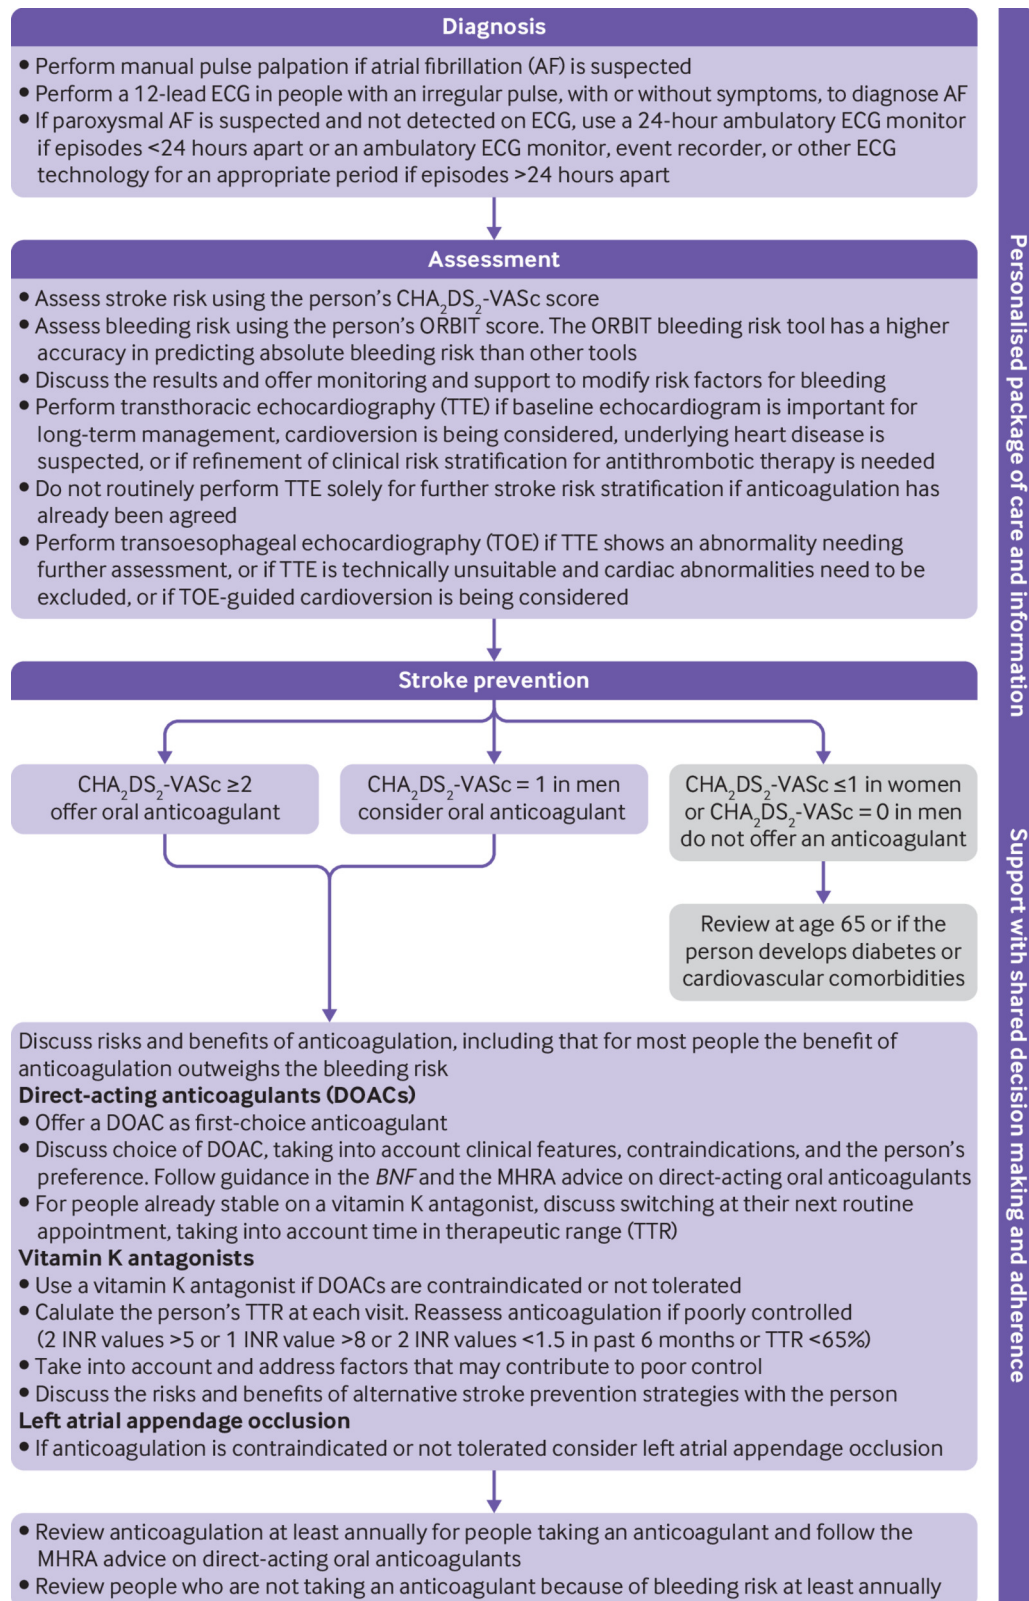 Diagnosis
• Perform manual pulse palpation if atrial fibrillation (AF) is suspected
• Perform a 12-lead ECG in people with an irregular pulse, with or without symptoms, to diagnose AF
• If paroxysmal AF is suspected and not detected on ECG, use a 24-hour ambulatory ECG monitor
if episodes <24 hours apart or an ambulatory ECG monitor, event recorder, or other ECG
technology for an appropriate period if episodes >24 hours apart
Assessment
• Assess stroke risk using the person's CHA₂DS₂-VASc score
• Assess bleeding risk using the person's ORBIT score. The ORBIT bleeding risk tool has a higher
accuracy in predicting absolute bleeding risk than other tools
• Discuss the results and offer monitoring and support to modify risk factors for bleeding
• Perform transthoracic echocardiography (TTE) if baseline echocardiogram is important for
long-term management, cardioversion is being considered, underlying heart disease is
suspected, or if refinement of clinical risk stratification for antithrombotic therapy is needed
• Do not routinely perform TTE solely for further stroke risk stratification if anticoagulation has
already been agreed
• Perform transoesophageal echocardiography (TOE) if TTE shows an abnormality needing
further assessment, or if TTE is technically unsuitable and cardiac abnormalities need to be
excluded, or if TOE-guided cardioversion is being considered
Stroke prevention
CHA₂DS₂-VASc ≥2
offer oral anticoagulant
CHA₂DS₂-VASc = 1 in men
consider oral anticoagulant
CHA₂DS₂-VASc ≤1 in women
or CHA₂DS₂-VASc = 0 in men
do not offer an anticoagulant
Review at age 65 or if the
person develops diabetes or
cardiovascular comorbidities
Discuss risks and benefits of anticoagulation, including that for most people the benefit of
anticoagulation outweighs the bleeding risk
Direct-acting anticoagulants (DOACs)
• Offer a DOAC as first-choice anticoagulant
• Discuss choice of DOAC, taking into account clinical features, contraindications, and the person's
preference. Follow guidance in the BNF and the MHRA advice on direct-acting oral anticoagulants
• For people already stable on a vitamin K antagonist, discuss switching at their next routine
appointment, taking into account time in therapeutic range (TTR)
Vitamin K antagonists
• Use a vitamin K antagonist if DOACs are contraindicated or not tolerated
• Calulate the person's TTR at each visit. Reassess anticoagulation if poorly controlled
(2 INR values >5 or 1 INR value >8 or 2 INR values <1.5 in past 6 months or TTR <65%)
• Take into account and address factors that may contribute to poor control
• Discuss the risks and benefits of alternative stroke prevention strategies with the person
Left atrial appendage occlusion
• If anticoagulation is contraindicated or not tolerated consider left atrial appendage occlusion
• Review anticoagulation at least annually for people taking an anticoagulant and follow the
MHRA advice on direct-acting oral anticoagulants
• Review people who are not taking an anticoagulant because of bleeding risk at least annually
Personalised package of care and information
Support with shared decision making and adherence